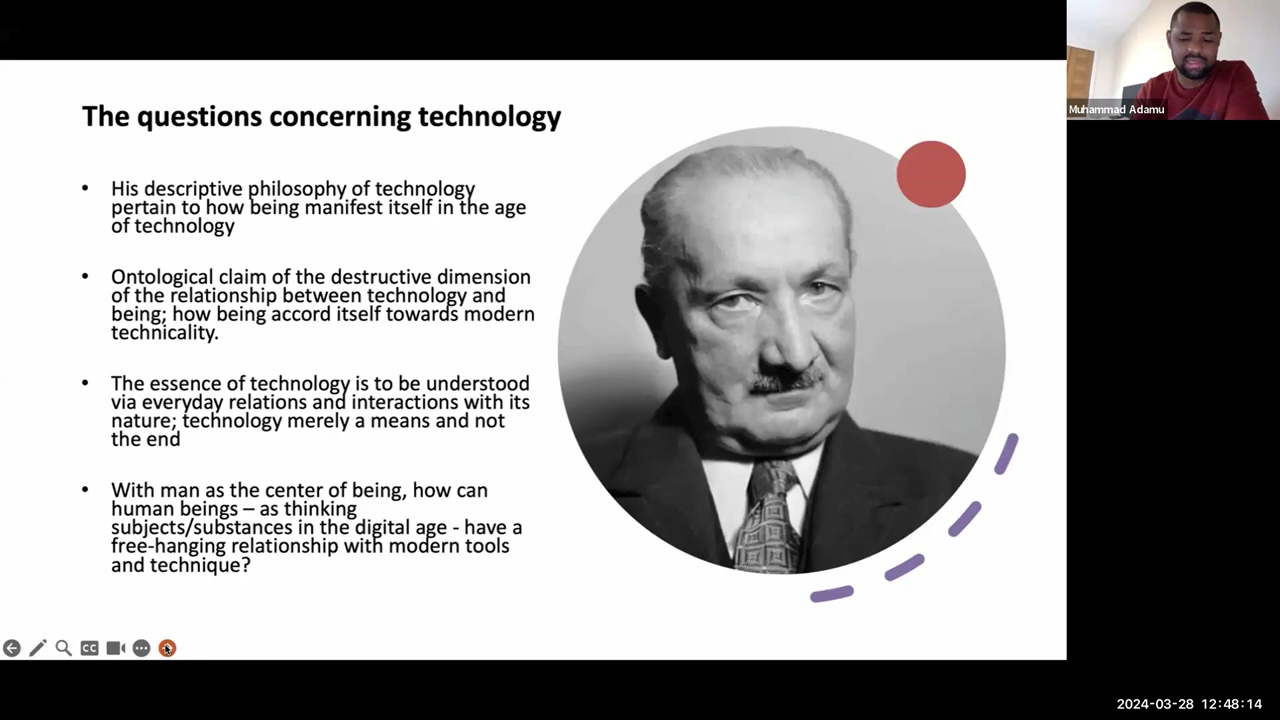 The questions concerning technology
• His descriptive philosophy of technology
pertain to how being manifest itself in the age
of technology
• Ontological claim of the destructive dimension
of the relationship between technology and
being; how being accord itself towards modern
technicality.
• The essence of technology is to be understood
via everyday relations and interactions with its
nature; technology merely a means and not
the end
• With man as the center of being, how can
human beings – as thinking
subjects/substances in the digital age - have a
free-hanging relationship with modern tools
and technique?
CC
Muhammad Adamu
2024-03-28 12:48:14